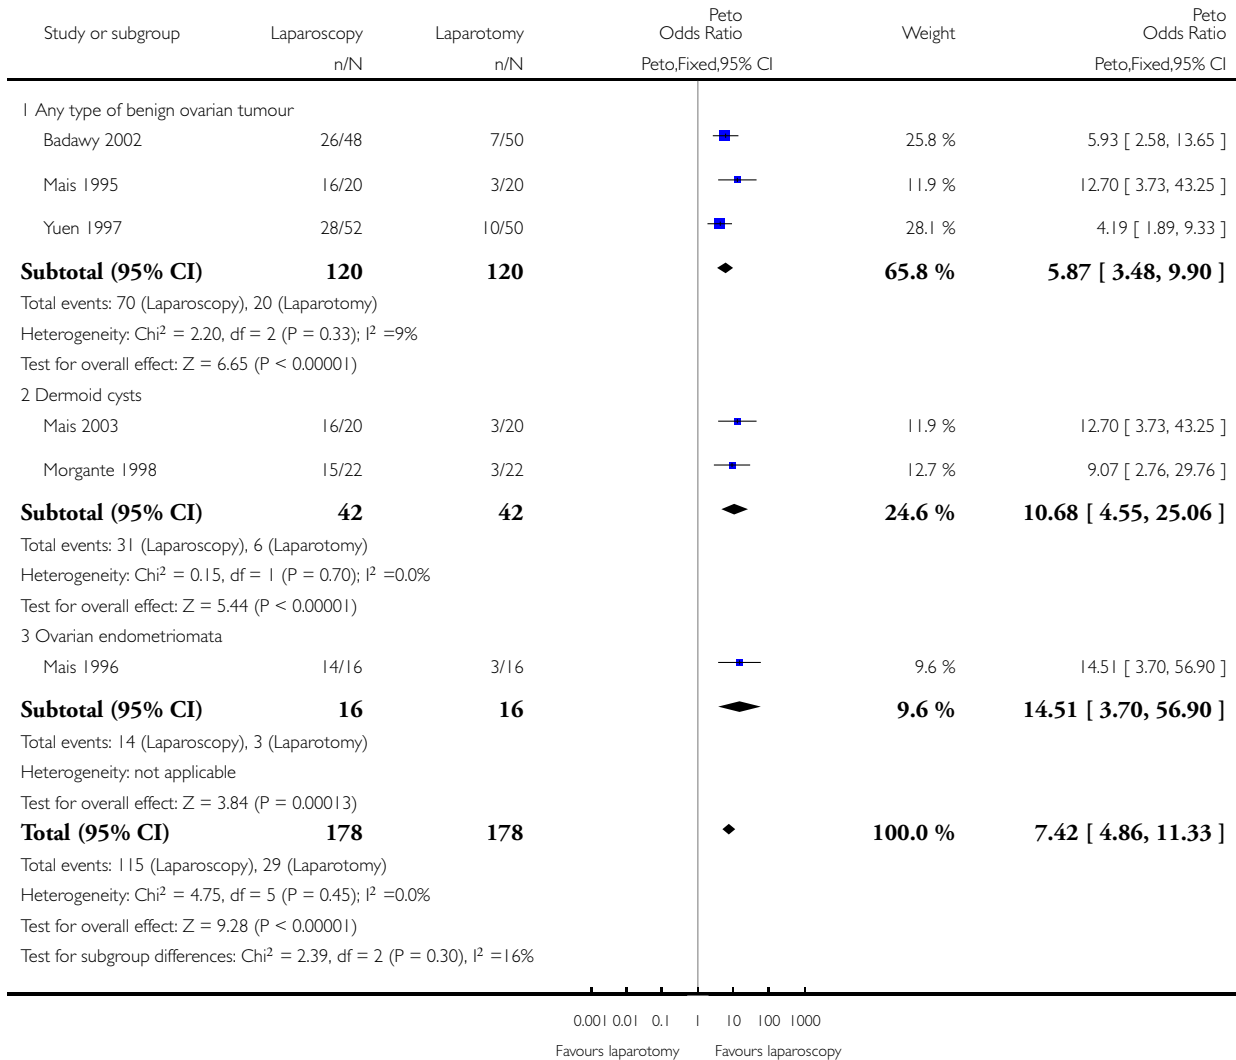 Study or subgroup Laparoscopy Laparotomy Peto Odds Ratio Weight Peto Odds Ratio
n/N n/N Peto,Fixed,95% CI Peto,Fixed,95% CI
1 Any type of benign ovarian tumour
Badawy 2002 26/48 7/50 25.8 % 5.93 [ 2.58, 13.65 ]
Mais 1995 16/20 3/20 11.9 % 12.70 [ 3.73, 43.25 ]
Yuen 1997 28/52 10/50 28.1 % 4.19 [ 1.89, 9.33 ]
Subtotal (95% CI) 120 120 65.8 % 5.87 [ 3.48, 9.90 ]
Total events: 70 (Laparoscopy), 20 (Laparotomy)
Heterogeneity: Chi² = 2.20, df = 2 (P = 0.33); I² =9%
Test for overall effect: Z = 6.65 (P < 0.00001)
2 Dermoid cysts
Mais 2003 16/20 3/20 11.9 % 12.70 [ 3.73, 43.25 ]
Morgante 1998 15/22 3/22 12.7 % 9.07 [ 2.76, 29.76 ]
Subtotal (95% CI) 42 42 24.6 % 10.68 [ 4.55, 25.06 ]
Total events: 31 (Laparoscopy), 6 (Laparotomy)
Heterogeneity: Chi² = 0.15, df = 1 (P = 0.70); I² =0.0%
Test for overall effect: Z = 5.44 (P < 0.00001)
3 Ovarian endometriomata
Mais 1996 14/16 3/16 9.6 % 14.51 [ 3.70, 56.90 ]
Subtotal (95% CI) 16 16 9.6 % 14.51 [ 3.70, 56.90 ]
Total events: 14 (Laparoscopy), 3 (Laparotomy)
Heterogeneity: not applicable
Test for overall effect: Z = 3.84 (P = 0.00013)
Total (95% CI) 178 178 100.0 % 7.42 [ 4.86, 11.33 ]
Total events: 115 (Laparoscopy), 29 (Laparotomy)
Heterogeneity: Chi² = 4.75, df = 5 (P = 0.45); I² =0.0%
Test for overall effect: Z = 9.28 (P < 0.00001)
Test for subgroup differences: Chi² = 2.39, df = 2 (P = 0.30), I² =16%
0.001 0.01 0.1 1 10 100 1000
Favours laparotomy Favours laparoscopy